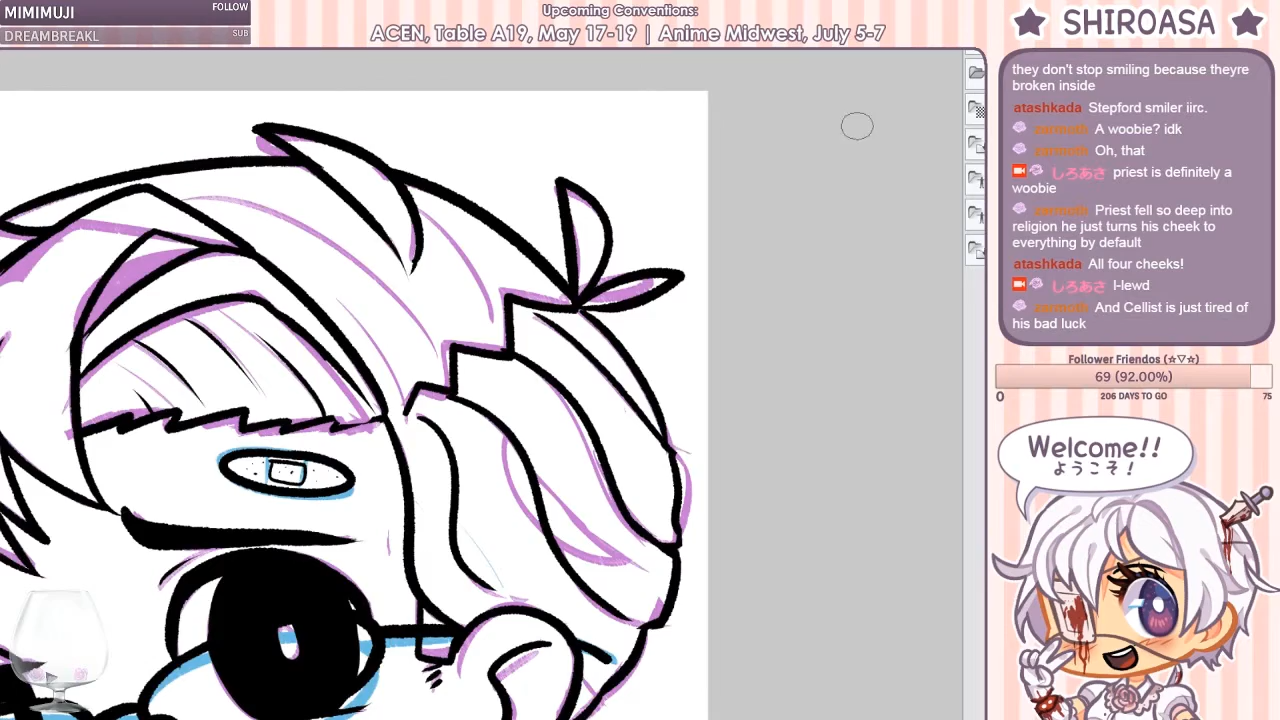 MIMIMUJI
FOLLOW
DREAMBREAKL
SUB
Upcoming Conventions:
ACEN, Table A19, May 17-19 | Anime Midwest, July 5-7
SHIROASA
they don't stop smiling because theyre
broken inside
atashkada Stepford smiler iirc.
A woobie? idk
Oh, that
しろあさ priest is definitely a
woobie
Priest fell so deep into
religion he just turns his cheek to
everything by default
atashkada All four cheeks!
しろあさ l-lewd
And Cellist is just tired of
his bad luck
Follower Friendos (☆▽☆)
69 (92.00%)
0
206 DAYS TO GO
75
Welcome!!
ようこそ!